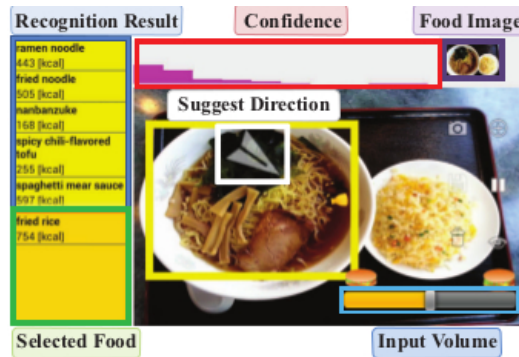 Recognition Result
Confidence
Food Image
ramen noodle
443 [kcal]
fried noodle
505 [kcal]
nanbanzuke
168 [kcal]
spicy chili-flavored
tofu
255 [kcal]
spaghetti mear sauce
597 [kcal]
Suggest Direction
fried rice
754 [kcal]
Selected Food
Input Volume